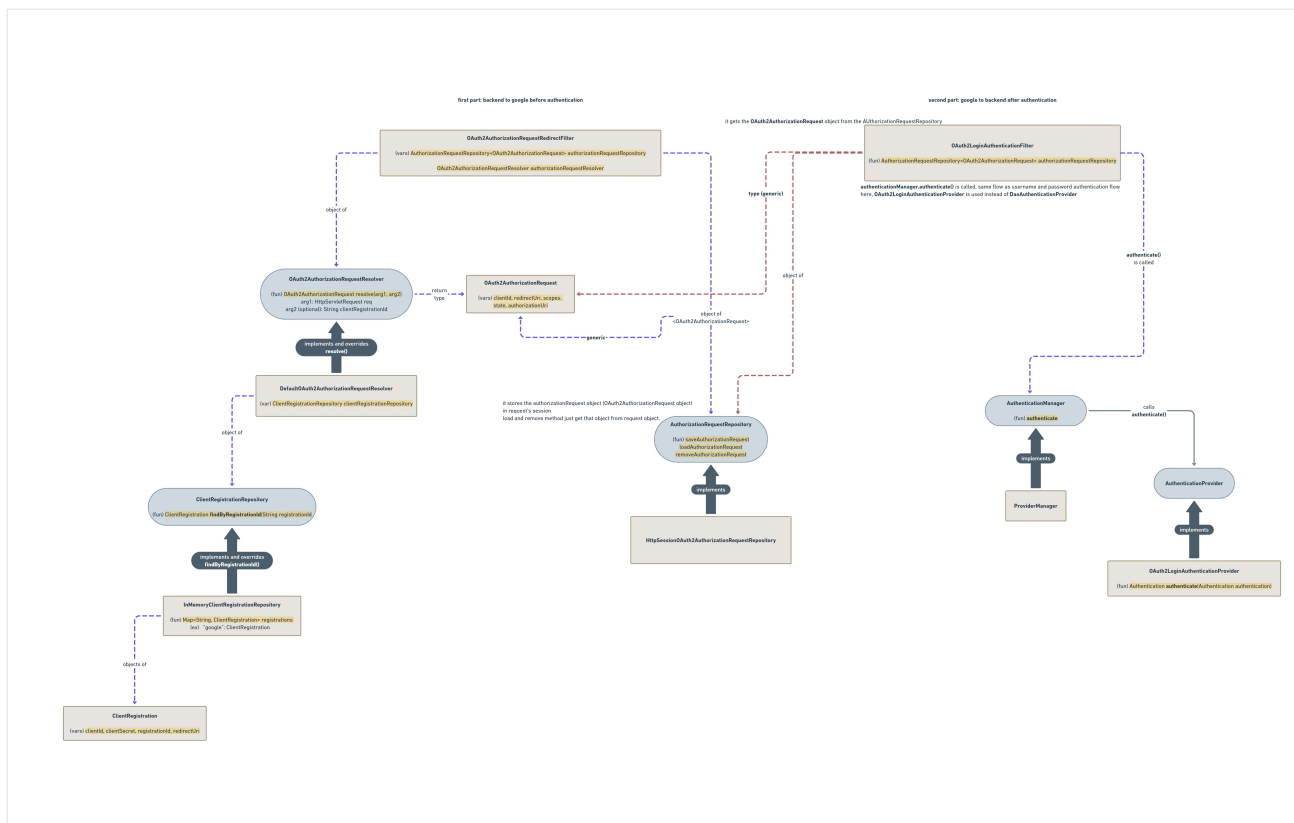 first part: backend to google before authentication
second part: google to backend after authentication
it gets the OAuth2AuthorizationRequest object from the AUthorizationRequestRepository
OAuth2AuthorizationRequestRedirectFilter
(vars) AuthorizationRequestRepository<OAuth2AuthorizationRequest> authorizationRequestRepository
OAuth2AuthorizationRequestResolver authorizationRequestResolver
OAuth2LoginAuthenticationFilter
(fun) AuthorizationRequestRepository<OAuth2AuthorizationRequest> authorizationRequestRepository
authenticationManager.authenticate() is called, same flow as username and password authentication flow
here, OAuth2LoginAuthenticationProvider is used instead of DaoAuthenticationProvider
type (generic)
object of
authenticate()
is called
object of
OAuth2AuthorizationRequestResolver
(fun) OAuth2AuthorizationRequest resolve(arg1, arg2)
arg1: HttpServletRequest req
arg2 (optional): String clientRegistrationId
return
type
OAuth2AuthorizationRequest
(vars) clientId, redirectUri, scopes,
state, authorizationUri
object of
<OAuth2AuthorizationRequest>
generic
implements and overrides
resolve()
DefaultOAuth2AuthorizationRequestResolver
(var) ClientRegistrationRepository clientRegistrationRepository
it stores the authorizationRequest object (OAuth2AuthorizationRequest object)
in request's session
load and remove method just get that object from request object.
AuthorizationRequestRepository
(fun) saveAuthorizationRequest
loadAuthorizationRequest
removeAuthorizationRequest
AuthenticationManager
(fun) authenticate
calls
authenticate()
object of
implements
AuthenticationProvider
ClientRegistrationRepository
(fun) ClientRegistration findByRegistrationId(String registrationId
implements
ProviderManager
implements
HttpSessionOAuth2AuthorizationRequestRepository
implements and overrides
findByRegistrationId()
OAuth2LoginAuthenticationProvider
(fun) Authentication authenticate(Authentication authentication)
InMemoryClientRegistrationRepository
(fun) Map<String, ClientRegistration> registrations
(ex) "google": ClientRegistration
objects of
ClientRegistration
(vars) clientId, clientSecret, registrationId, redirectUri